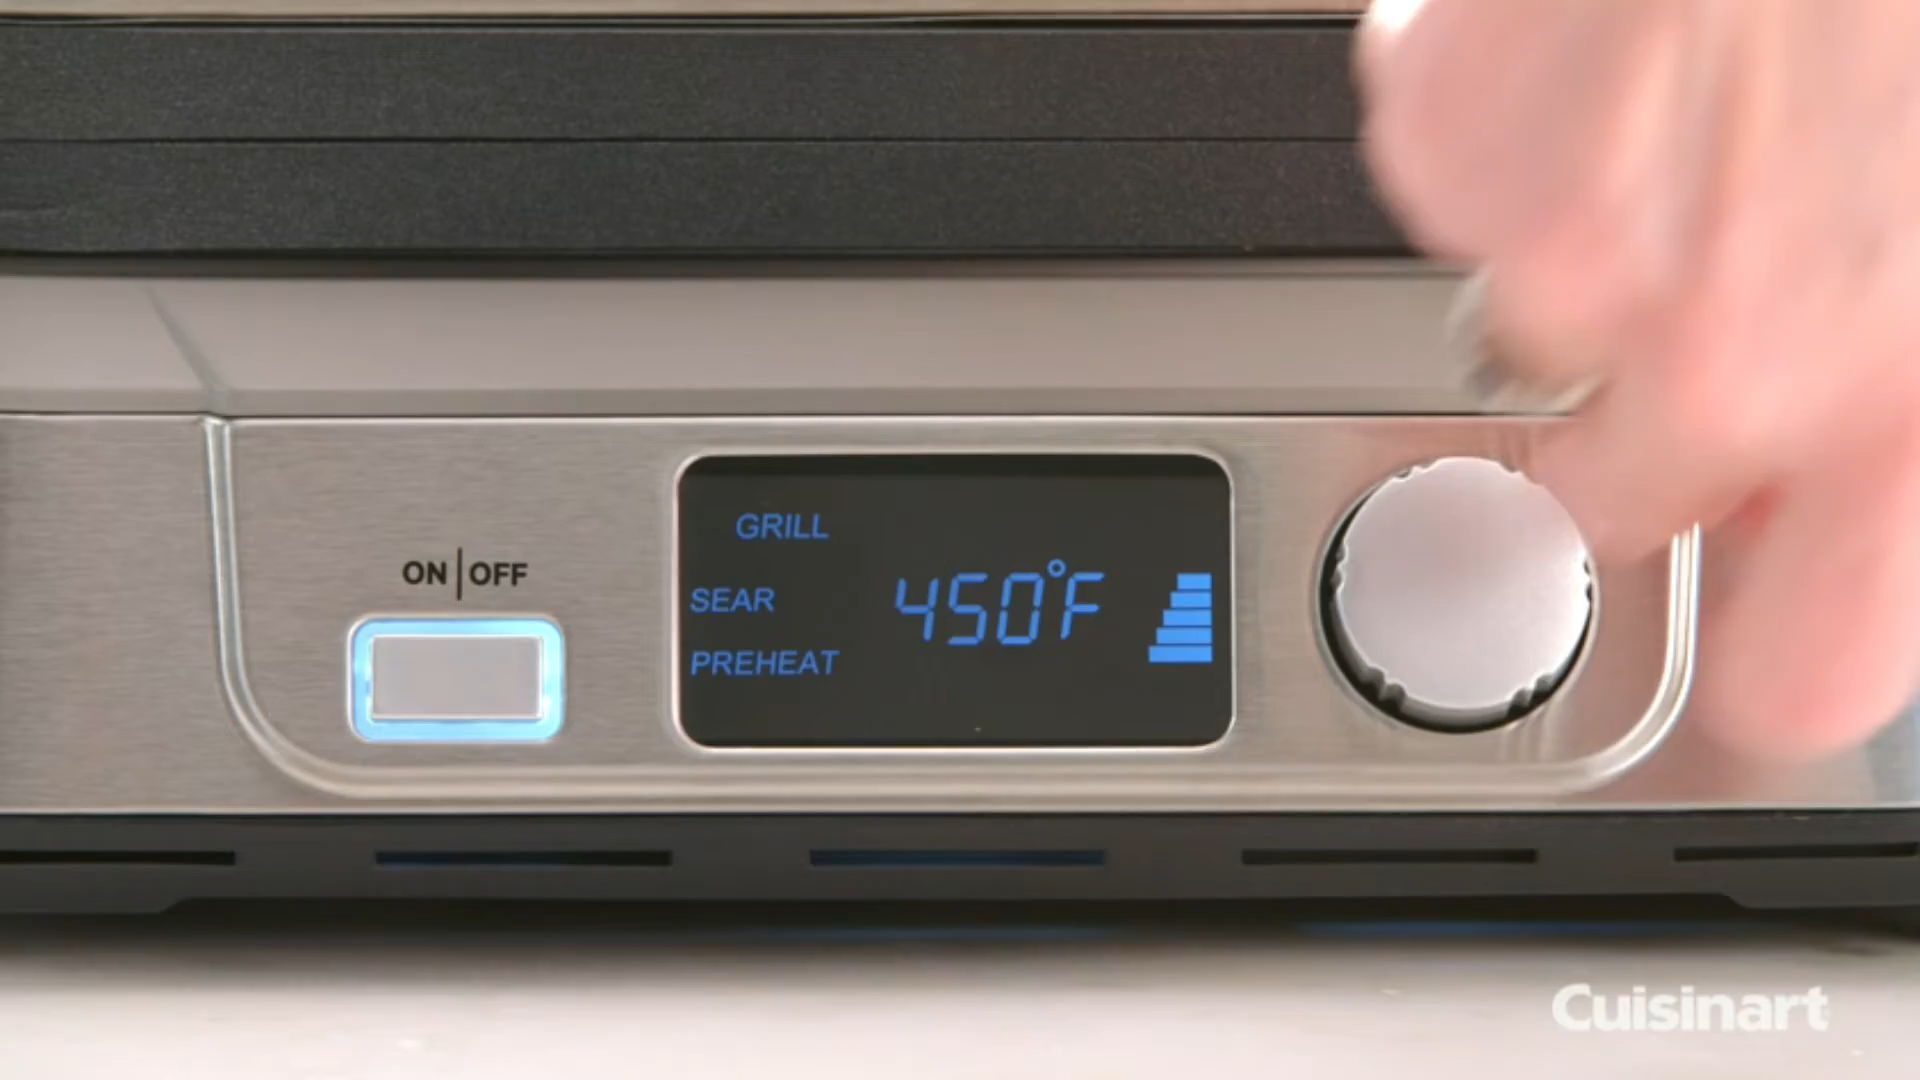 ON | OFF
GRILL
SEAR
450°F
PREHEAT
Cuisinart